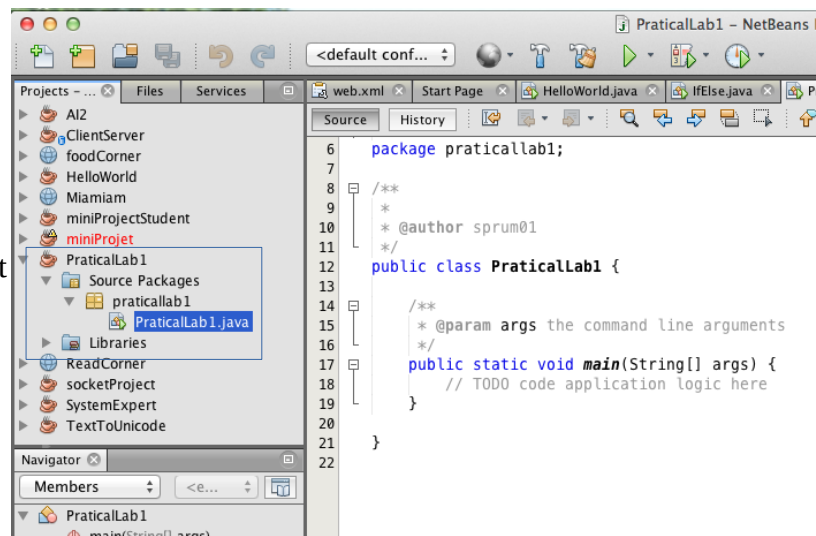 PraticalLab1 – NetBeans
<default conf...
Projects – ... Files Services
web.xml Start Page HelloWorld.java IfElse.java
Source History
AI2
ClientServer
foodCorner
HelloWorld
Miamiam
miniProjectStudent
miniProjet
PraticalLab1
Source Packages
praticallab1
PraticalLab1.java
Libraries
ReadCorner
socketProject
SystemExpert
TextToUnicode
t
6 package praticallab1;
7
8 /**
9 *
10 * @author sprum01
11 */
12 public class PraticalLab1 {
13
14 /**
15 * @param args the command line arguments
16 */
17 public static void main(String[] args) {
18 // TODO code application logic here
19 }
20
21 }
22
Navigator
Members <e...
PraticalLab1
main(String[] args)